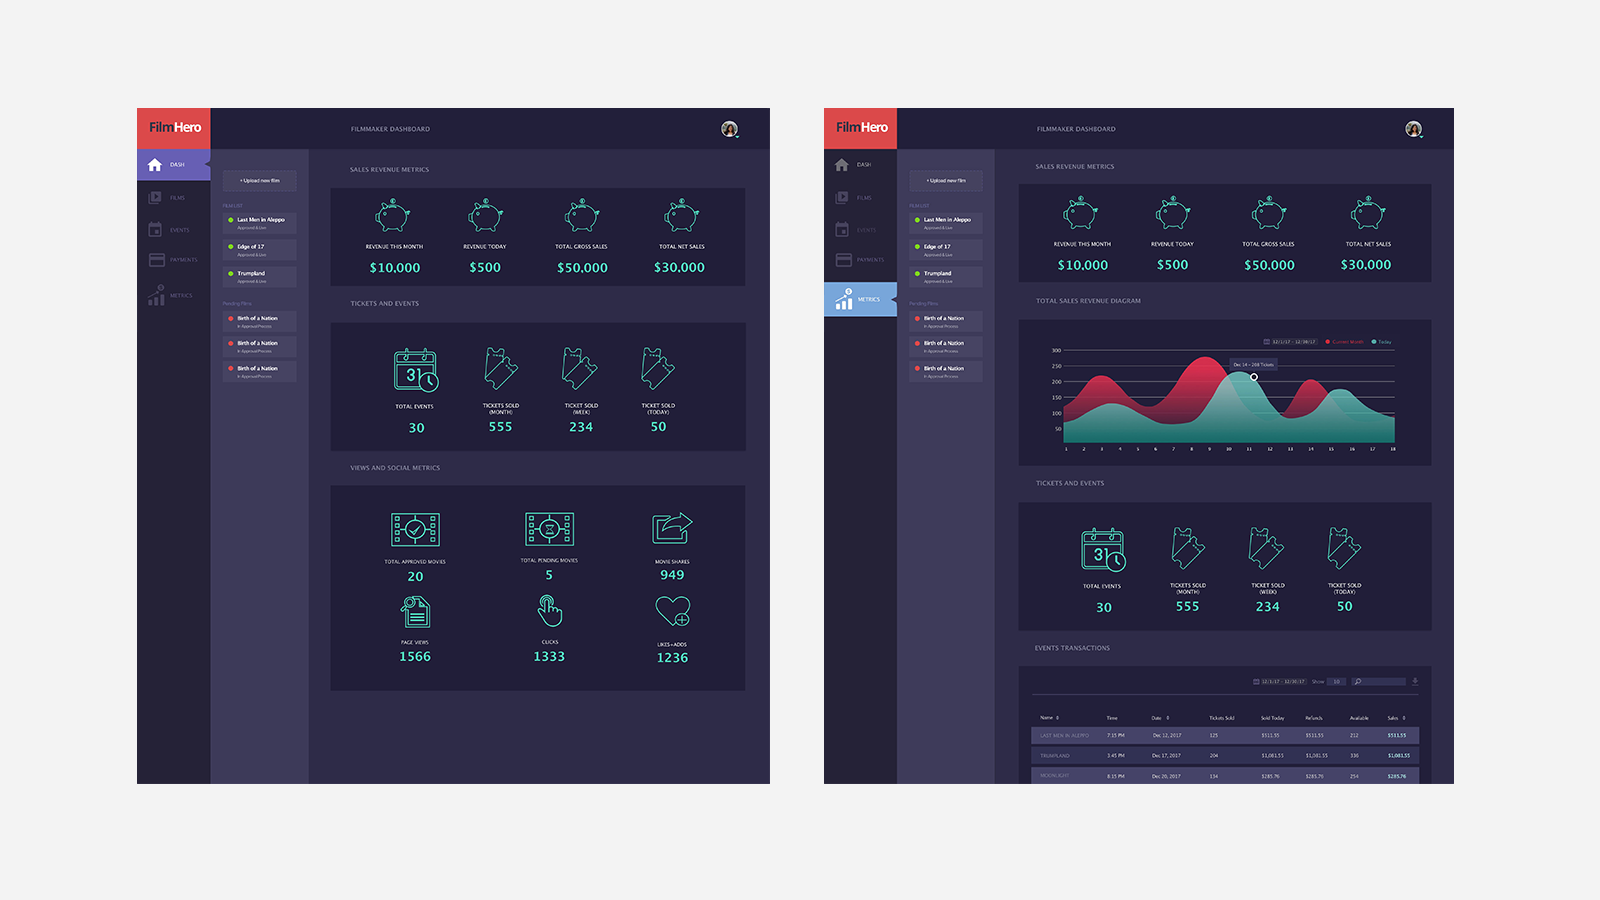 FilmHero
FILMMAKER DASHBOARD
DASH
FILMS
EVENTS
PAYMENTS
METRICS
+ Upload new film
FILM LIST
Last Men in Aleppo
Approved & Live
Edge of 17
Approved & Live
Trumpland
Approved & Live
Pending Films
Birth of a Nation
In Approval Process
Birth of a Nation
In Approval Process
Birth of a Nation
In Approval Process
SALES REVENUE METRICS
REVENUE THIS MONTH
$10,000
REVENUE TODAY
$500
TOTAL GROSS SALES
$50,000
TOTAL NET SALES
$30,000
TICKETS AND EVENTS
31
TOTAL EVENTS
30
TICKETS SOLD
(MONTH)
555
TICKET SOLD
(WEEK)
234
TICKET SOLD
(TODAY)
50
VIEWS AND SOCIAL METRICS
TOTAL APPROVED MOVIES
20
TOTAL PENDING MOVIES
5
MOVIE SHARES
949
PAGE VIEWS
1566
CLICKS
1333
LIKES+ADDS
1236
FilmHero
FILMMAKER DASHBOARD
DASH
FILMS
EVENTS
PAYMENTS
METRICS
+ Upload new film
FILM LIST
Last Men in Aleppo
Approved & Live
Edge of 17
Approved & Live
Trumpland
Approved & Live
Pending Films
Birth of a Nation
In Approval Process
Birth of a Nation
In Approval Process
Birth of a Nation
In Approval Process
SALES REVENUE METRICS
REVENUE THIS MONTH
$10,000
REVENUE TODAY
$500
TOTAL GROSS SALES
$50,000
TOTAL NET SALES
$30,000
TOTAL SALES REVENUE DIAGRAM
12/1/17 - 12/30/17 Current Month Today
300
250
200
150
100
50
Dec 14 - 208 Tickets
1 2 3 4 5 6 7 8 9 10 11 12 13 14 15 16 17 18
TICKETS AND EVENTS
31
TOTAL EVENTS
30
TICKETS SOLD
(MONTH)
555
TICKET SOLD
(WEEK)
234
TICKET SOLD
(TODAY)
50
EVENTS TRANSACTIONS
12/1/17 - 12/30/17 Show 10
Name Time Date Tickets Sold Sold Today Refunds Available Sales
LAST MEN IN ALEPPO 7:15 PM Dec 12, 2017 125 $511.55 $511.55 212 $511.55
TRUMPLAND 3:45 PM Dec 17, 2017 204 $1,081.55 $1,081.55 336 $1,081.55
MOONLIGHT 8:15 PM Dec 20, 2017 134 $285.76 $285.76 254 $285.76